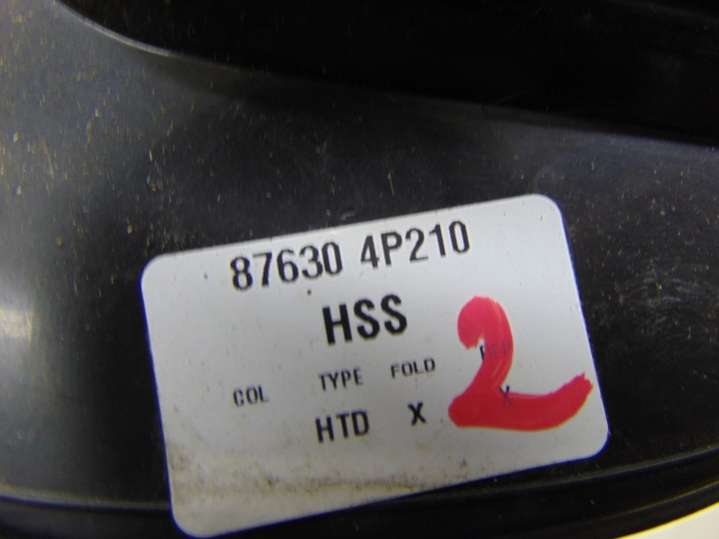 87630 4P210
HSS
COL TYPE FOLD
HTD X X
2